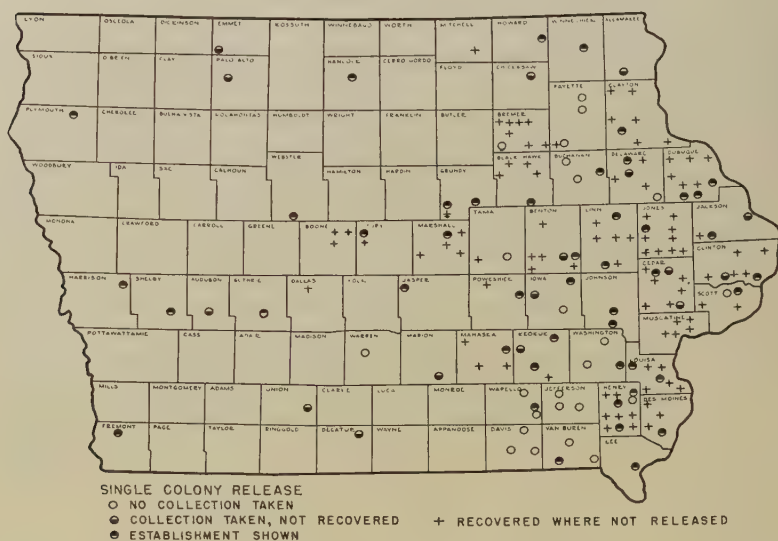 LYON OSCEOLA DICKINSON EMMET KOSSUTH WINNEBAGO WORTH MITCHELL HOWARD WINNESHIEK ALLAMAKEE
SIOUX O'BRIEN CLAY PALO ALTO HANCOCK CERRO GORDO FLOYD CHICKASAW
FAYETTE CLAYTON
PLYMOUTH CHEROKEE BUENA VISTA POCAHONTAS HUMBOLDT WRIGHT FRANKLIN BUTLER BREMER
WEBSTER BLACK HAWK BUCHANAN DELAWARE DUBUQUE
WOODBURY IDA SAC CALHOUN HAMILTON HARDIN GRUNDY
TAMA BENTON LINN JONES JACKSON
MONONA CRAWFORD CARROLL GREENE BOONE STORY MARSHALL
CLINTON
CEDAR
HARRISON SHELBY AUDUBON GUTHRIE DALLAS POLK JASPER POWESHIEK IOWA JOHNSON
SCOTT
MUSCATINE
POTTAWATTAMIE CASS ADAIR MADISON WARREN MARION MAHASKA KEOKUK WASHINGTON
LOUISA
MILLS MONTGOMERY ADAMS UNION CLARKE LUCAS MONROE WAPELLO JEFFERSON HENRY
DES MOINES
FREMONT PAGE TAYLOR RINGGOLD DECATUR WAYNE APPANOOSE DAVIS VAN BUREN
LEE
SINGLE COLONY RELEASE
NO COLLECTION TAKEN
COLLECTION TAKEN, NOT RECOVERED + RECOVERED WHERE NOT RELEASED
ESTABLISHMENT SHOWN